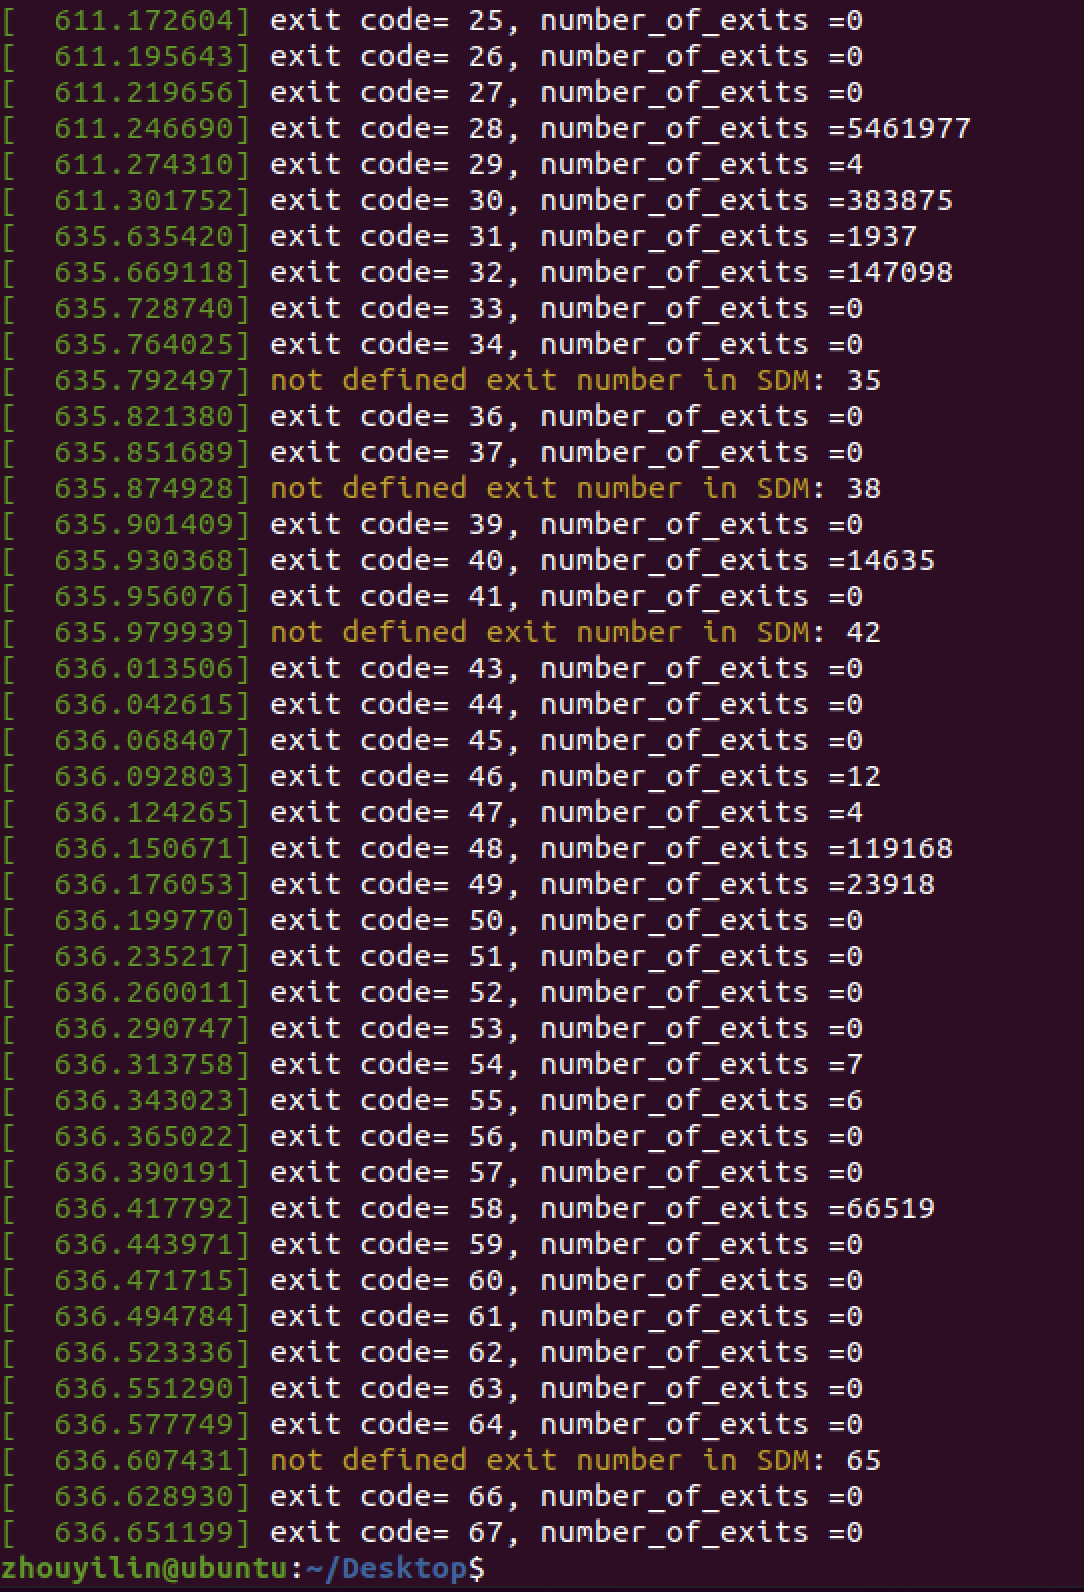 [  611.172604] exit code= 25, number_of_exits =0
[  611.195643] exit code= 26, number_of_exits =0
[  611.219656] exit code= 27, number_of_exits =0
[  611.246690] exit code= 28, number_of_exits =5461977
[  611.274310] exit code= 29, number_of_exits =4
[  611.301752] exit code= 30, number_of_exits =383875
[  635.635420] exit code= 31, number_of_exits =1937
[  635.669118] exit code= 32, number_of_exits =147098
[  635.728740] exit code= 33, number_of_exits =0
[  635.764025] exit code= 34, number_of_exits =0
[  635.792497] not defined exit number in SDM: 35
[  635.821380] exit code= 36, number_of_exits =0
[  635.851689] exit code= 37, number_of_exits =0
[  635.874928] not defined exit number in SDM: 38
[  635.901409] exit code= 39, number_of_exits =0
[  635.930368] exit code= 40, number_of_exits =14635
[  635.956076] exit code= 41, number_of_exits =0
[  635.979939] not defined exit number in SDM: 42
[  636.013506] exit code= 43, number_of_exits =0
[  636.042615] exit code= 44, number_of_exits =0
[  636.068407] exit code= 45, number_of_exits =0
[  636.092803] exit code= 46, number_of_exits =12
[  636.124265] exit code= 47, number_of_exits =4
[  636.150671] exit code= 48, number_of_exits =119168
[  636.176053] exit code= 49, number_of_exits =23918
[  636.199770] exit code= 50, number_of_exits =0
[  636.235217] exit code= 51, number_of_exits =0
[  636.260011] exit code= 52, number_of_exits =0
[  636.290747] exit code= 53, number_of_exits =0
[  636.313758] exit code= 54, number_of_exits =7
[  636.343023] exit code= 55, number_of_exits =6
[  636.365022] exit code= 56, number_of_exits =0
[  636.390191] exit code= 57, number_of_exits =0
[  636.417792] exit code= 58, number_of_exits =66519
[  636.443971] exit code= 59, number_of_exits =0
[  636.471715] exit code= 60, number_of_exits =0
[  636.494784] exit code= 61, number_of_exits =0
[  636.523336] exit code= 62, number_of_exits =0
[  636.551290] exit code= 63, number_of_exits =0
[  636.577749] exit code= 64, number_of_exits =0
[  636.607431] not defined exit number in SDM: 65
[  636.628930] exit code= 66, number_of_exits =0
[  636.651199] exit code= 67, number_of_exits =0
zhouyilin@ubuntu:~/Desktop$